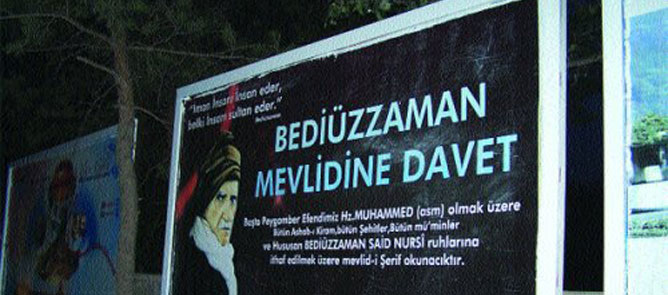 "İman insanı insan eder,
belki insanı sultan eder."
Bediüzzaman
BEDİÜZZAMAN
MEVLİDİNE DAVET
Başta Peygamber Efendimiz Hz.MUHAMMED (asm) olmak üzere
Bütün Ashab-ı Kiram,bütün Şehitler,Bütün mü'minler
ve Hususan BEDİÜZZAMAN SAİD NURSÎ ruhlarına
ithaf edilmek üzere mevlid-i Şerif okunacaktır.